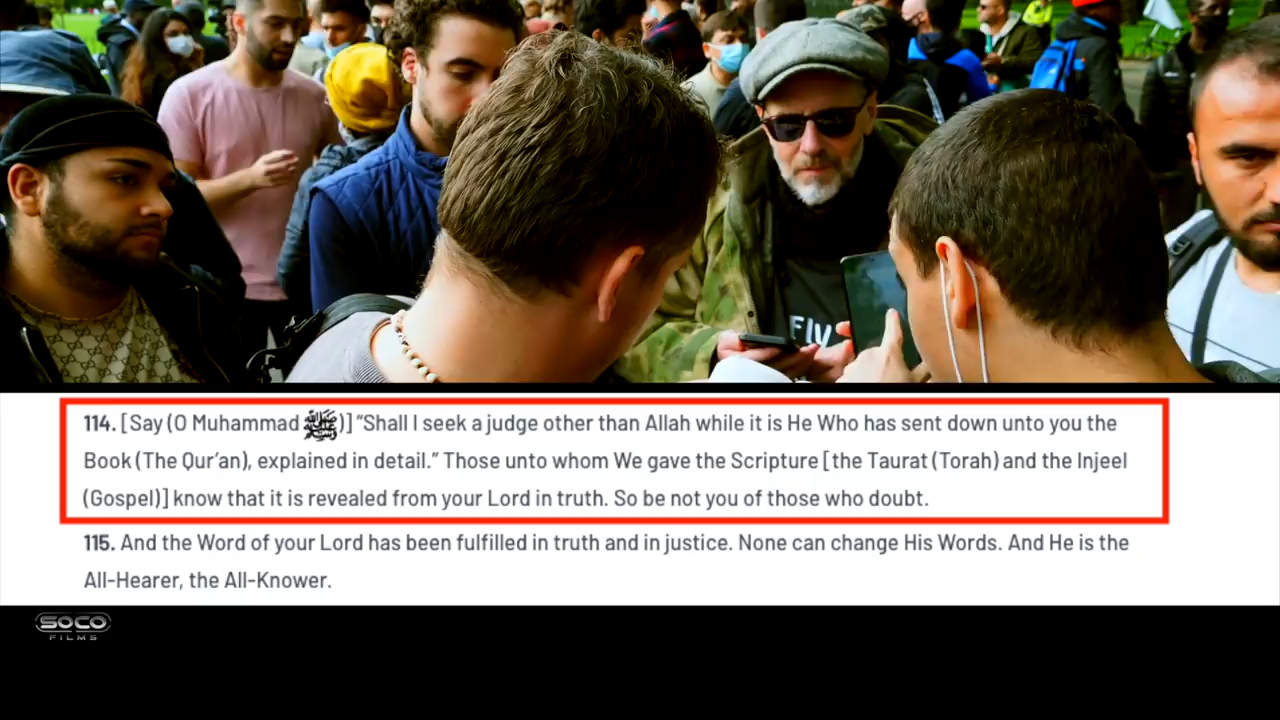 Fly
114. [Say (O Muhammad ﷺ)] “Shall I seek a judge other than Allah while it is He Who has sent down unto you the
Book (The Qur’an), explained in detail.” Those unto whom We gave the Scripture [the Taurat (Torah) and the Injeel
(Gospel)] know that it is revealed from your Lord in truth. So be not you of those who doubt.
115. And the Word of your Lord has been fulfilled in truth and in justice. None can change His Words. And He is the
All-Hearer, the All-Knower.
SOCO
FILMS